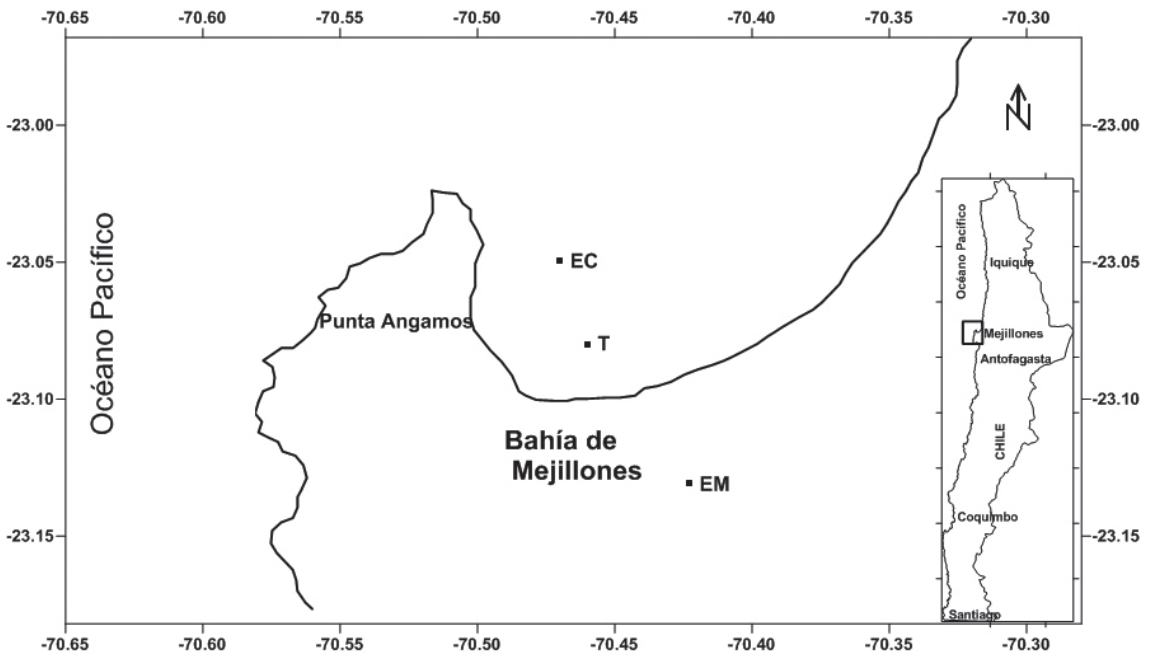 -70.65 -70.60 -70.55 -70.50 -70.45 -70.40 -70.35 -70.30
-23.00 -23.00
N
Océano Pacífico
Iquique
EC
-23.05 -23.05
Punta Angamos
Mejillones
T
Antofagasta
Océano Pacífico
-23.10 -23.10
Bahía de
Mejillones
CHILE
EM
Coquimbo
-23.15 -23.15
Santiago
-70.65 -70.60 -70.55 -70.50 -70.45 -70.40 -70.35 -70.30